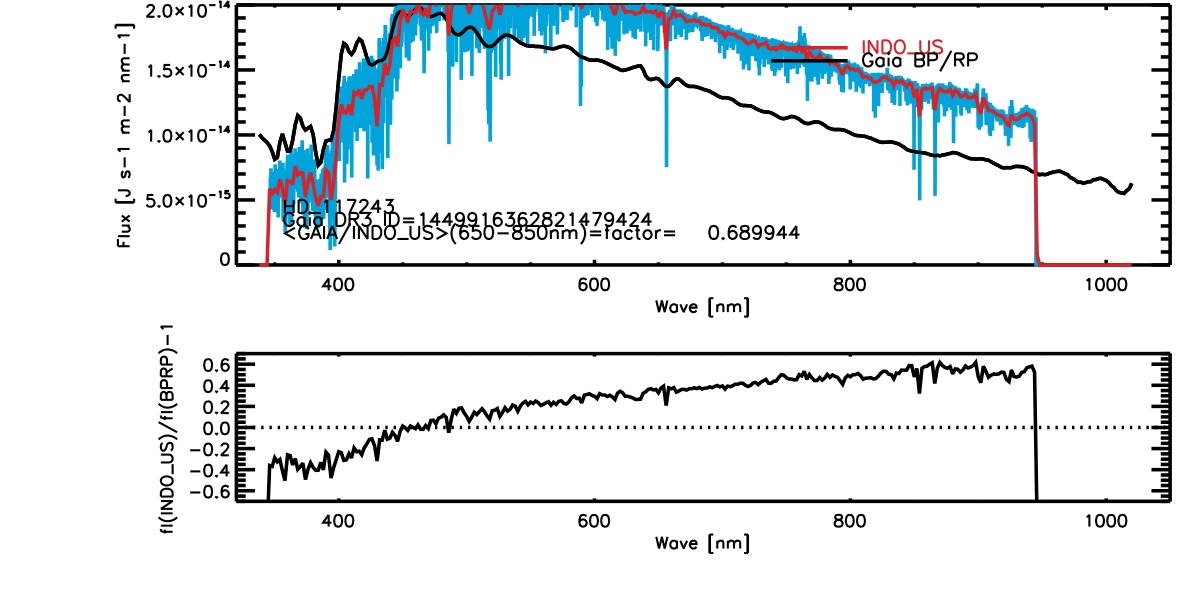 2.0×10−14
1.5×10−14
1.0×10−14
5.0×10−15
0
Flux [J s−1 m−2 nm−1]
INDO_US
Gaia BP/RP
HD_117243
Gaia DR3 ID=1449916362821479424
<GAIA/INDO_US>(650−850nm)=factor= 0.689944
400 600 800 1000
Wave [nm]
0.6
0.4
0.2
0.0
−0.2
−0.4
−0.6
fl(INDO_US)/fl(BPRP)−1
400 600 800 1000
Wave [nm]